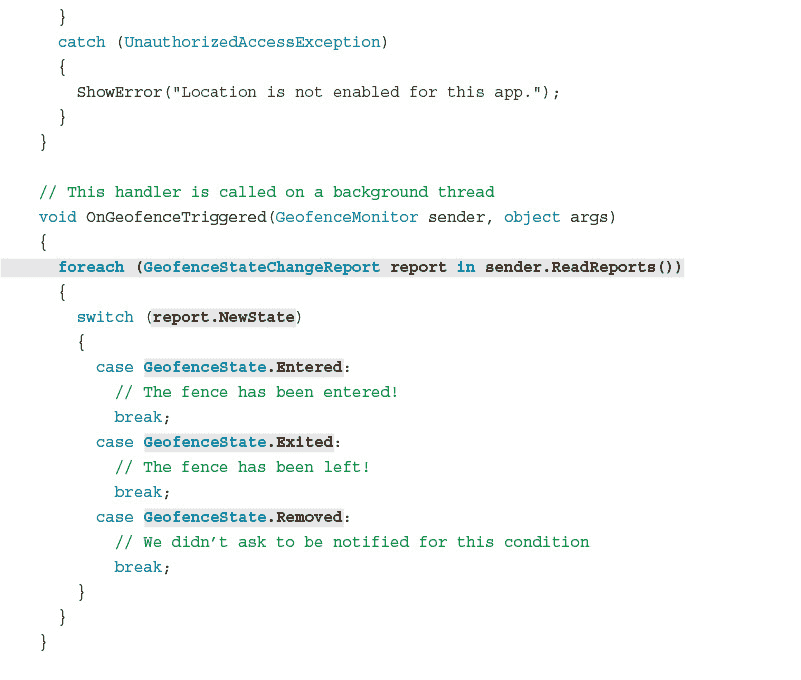 }
catch (UnauthorizedAccessException)
{
ShowError("Location is not enabled for this app.");
}
}
// This handler is called on a background thread
void OnGeofenceTriggered(GeofenceMonitor sender, object args)
{
foreach (GeofenceStateChangeReport report in sender.ReadReports())
{
switch (report.NewState)
{
case GeofenceState.Entered:
// The fence has been entered!
break;
case GeofenceState.Exited:
// The fence has been left!
break;
case GeofenceState.Removed:
// We didn’t ask to be notified for this condition
break;
}
}
}